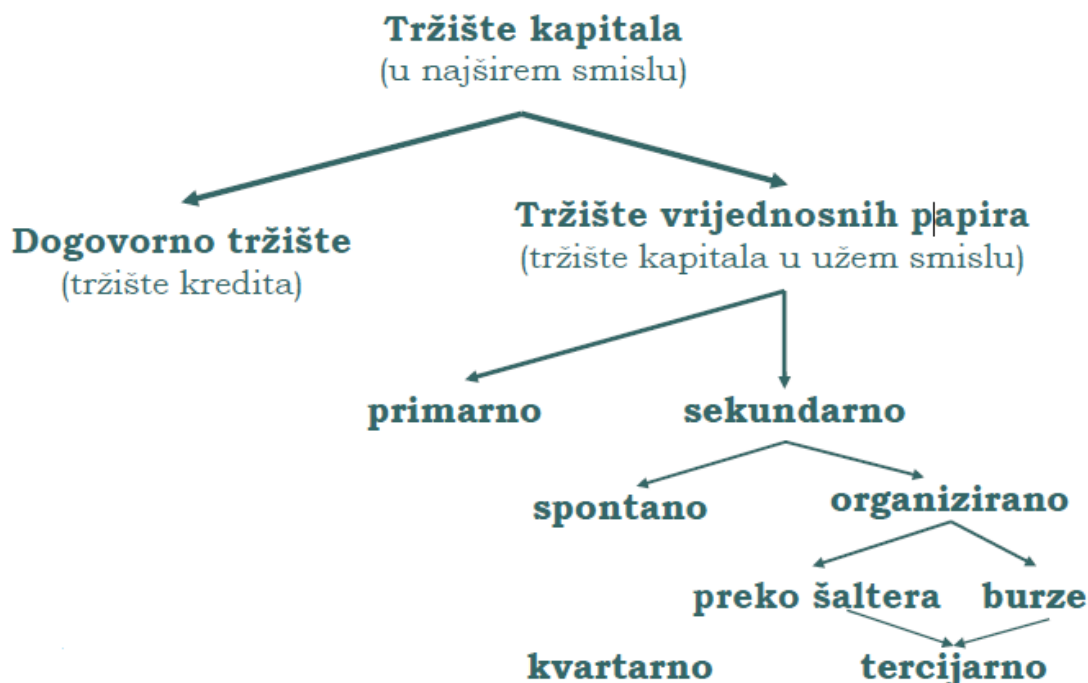 Tržište kapitala
(u najširem smislu)
Dogovorno tržište
(tržište kredita)
Tržište vrijednosnih papira
(tržište kapitala u užem smislu)
primarno
sekundarno
spontano
organizirano
preko šaltera
burze
kvartarno
tercijarno